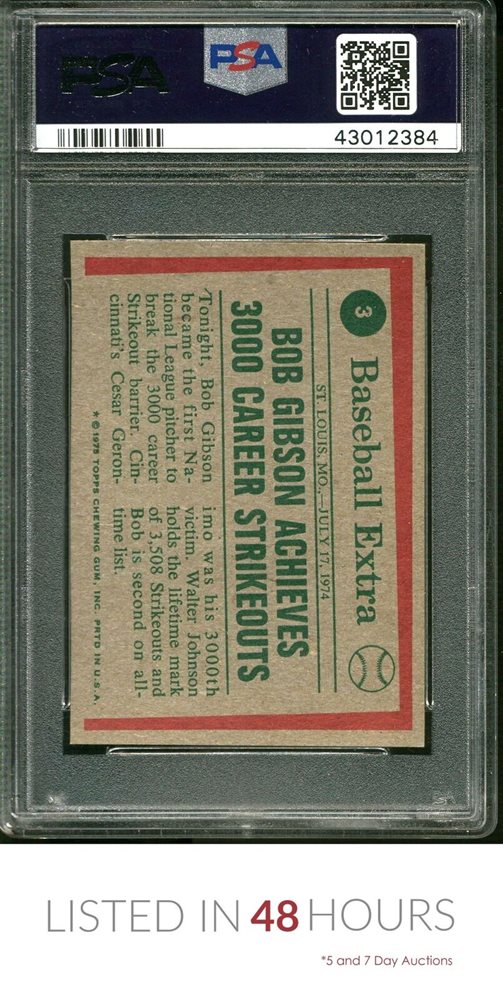 PSA
PSA
43012384
3
Baseball Extra
ST. LOUIS, MO.—JULY 17, 1974
BOB GIBSON ACHIEVES
3000 CAREER STRIKEOUTS
Tonight, Bob Gibson
became the first Na-
tional League pitcher to
break the 3000 career
Strikeout barrier. Cin-
cinnati's Cesar Geron-
imo was his 3000th
victim. Walter Johnson
holds the lifetime mark
of 3,508 Strikeouts and
Bob is second on all-
time list.
* © 1975 TOPPS CHEWING GUM, INC. PRTD IN U.S.A.
LISTED IN 48 HOURS
*5 and 7 Day Auctions